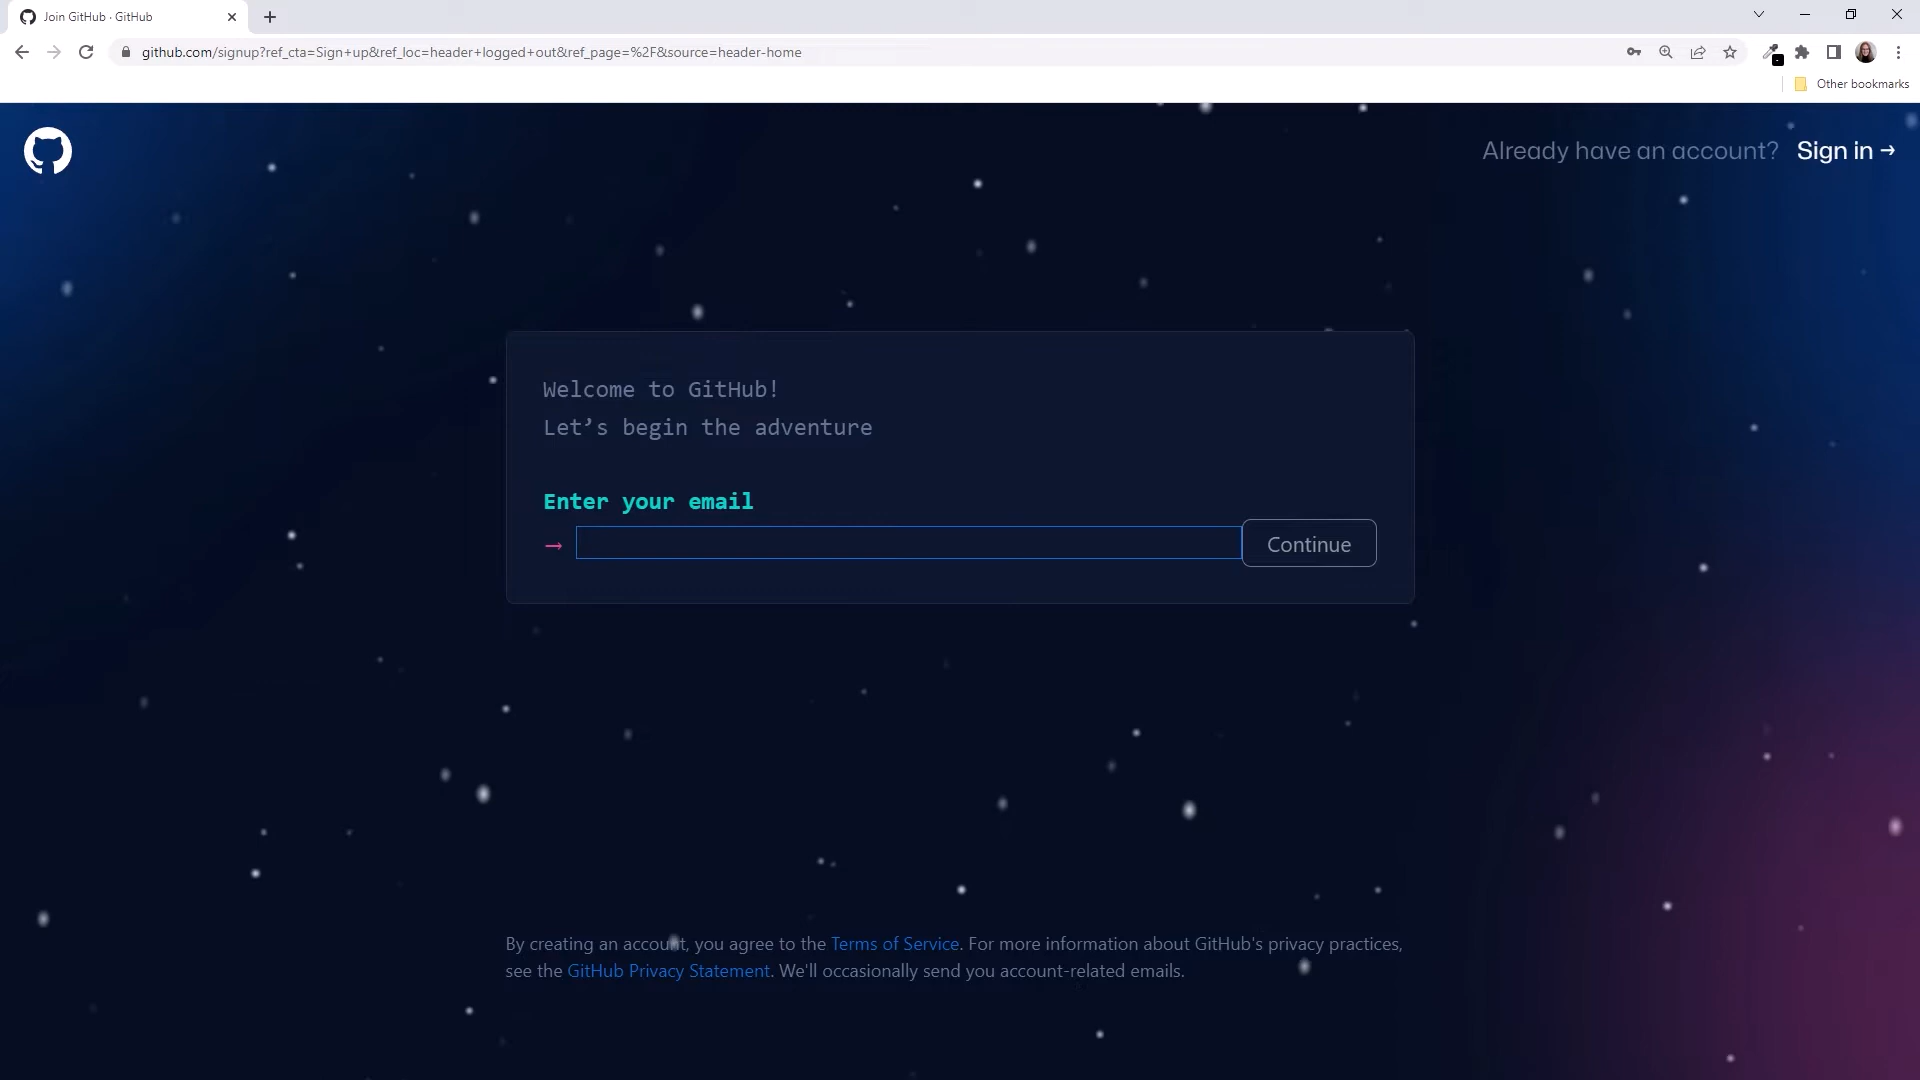 Join GitHub · GitHub
github.com/signup?ref_cta=Sign+up&ref_loc=header+logged+out&ref_page=%2F&source=header-home
Other bookmarks
Already have an account? Sign in →
Welcome to GitHub!
Let’s begin the adventure
Enter your email
→ Continue
By creating an account, you agree to the Terms of Service. For more information about GitHub's privacy practices,
see the GitHub Privacy Statement. We'll occasionally send you account-related emails.